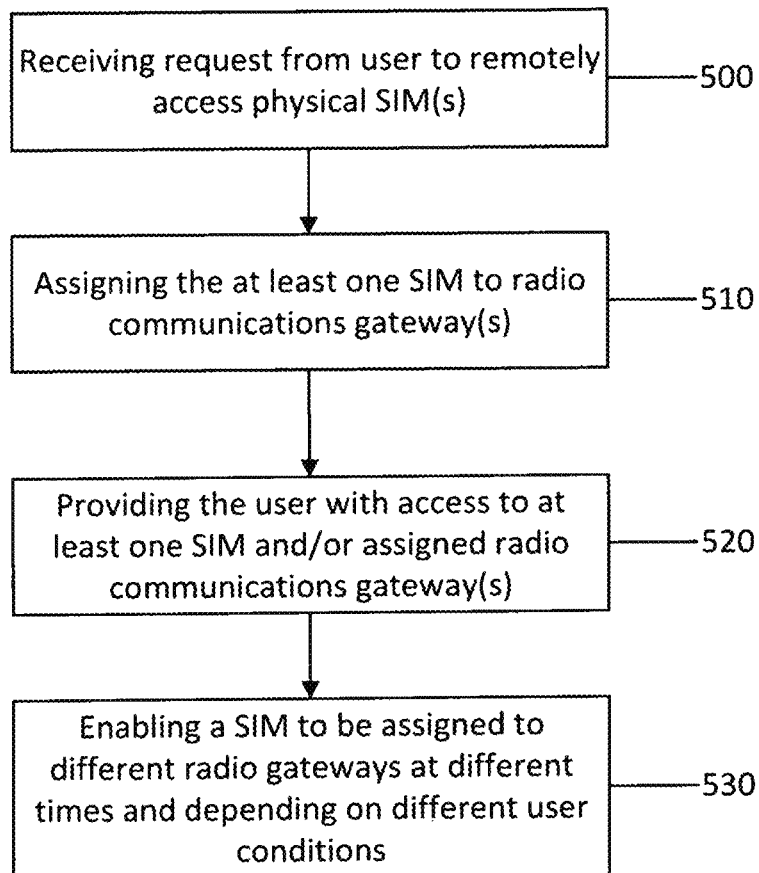 Receiving request from user to remotely
access physical SIM(s)
500
Assigning the at least one SIM to radio
communications gateway(s)
510
Providing the user with access to at
least one SIM and/or assigned radio
communications gateway(s)
520
Enabling a SIM to be assigned to
different radio gateways at different
times and depending on different user
conditions
530